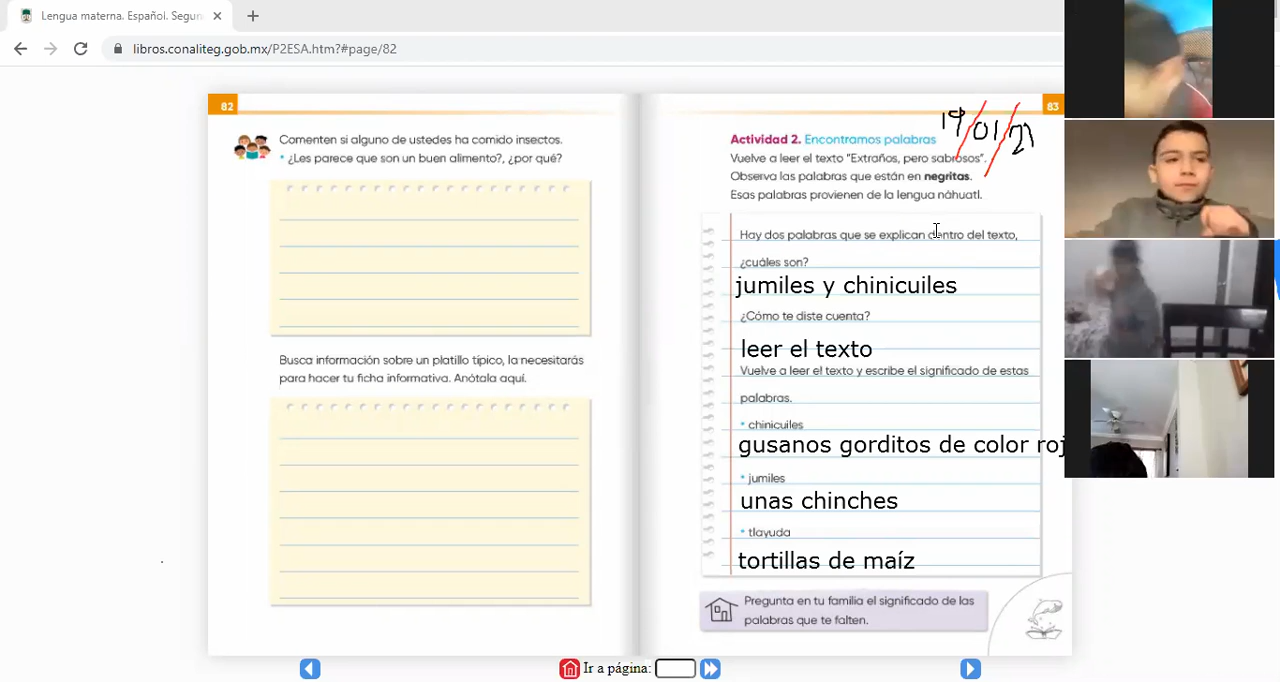 Lengua materna. Español. Segun
libros.conaliteg.gob.mx/P2ESA.htm?#page/82
82
Comenten si alguno de ustedes ha comido insectos.
• ¿Les parece que son un buen alimento?, ¿por qué?
Busca información sobre un platillo típico, la necesitarás
para hacer tu ficha informativa. Anótala aquí.
83
19/01/21
Actividad 2. Encontramos palabras
Vuelve a leer el texto “Extraños, pero sabrosos”.
Observa las palabras que están en negritas.
Esas palabras provienen de la lengua náhuatl.
Hay dos palabras que se explican dentro del texto,
¿cuáles son?
jumiles y chinicuiles
¿Cómo te diste cuenta?
leer el texto
Vuelve a leer el texto y escribe el significado de estas
palabras.
• chinicuiles
gusanos gorditos de color roj
• jumiles
unas chinches
• tlayuda
tortillas de maíz
Pregunta en tu familia el significado de las
palabras que te falten.
Ir a página: